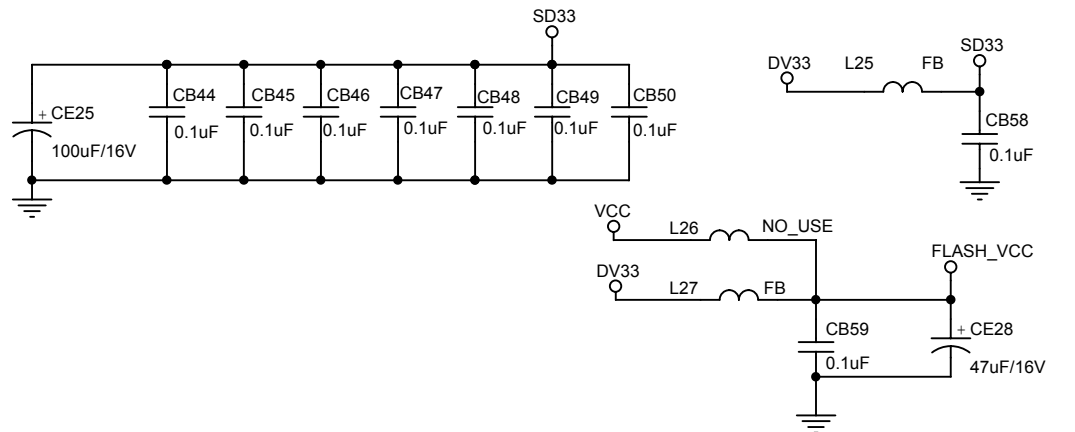 SD33
CB44
CB45
CB46
CB47
CB48
CB49
CB50
+ CE25
0.1uF
0.1uF
0.1uF
0.1uF
0.1uF
0.1uF
0.1uF
100uF/16V
SD33
DV33
L25
FB
CB58
0.1uF
VCC
L26
NO_USE
DV33
L27
FB
FLASH_VCC
CB59
0.1uF
+ CE28
47uF/16V